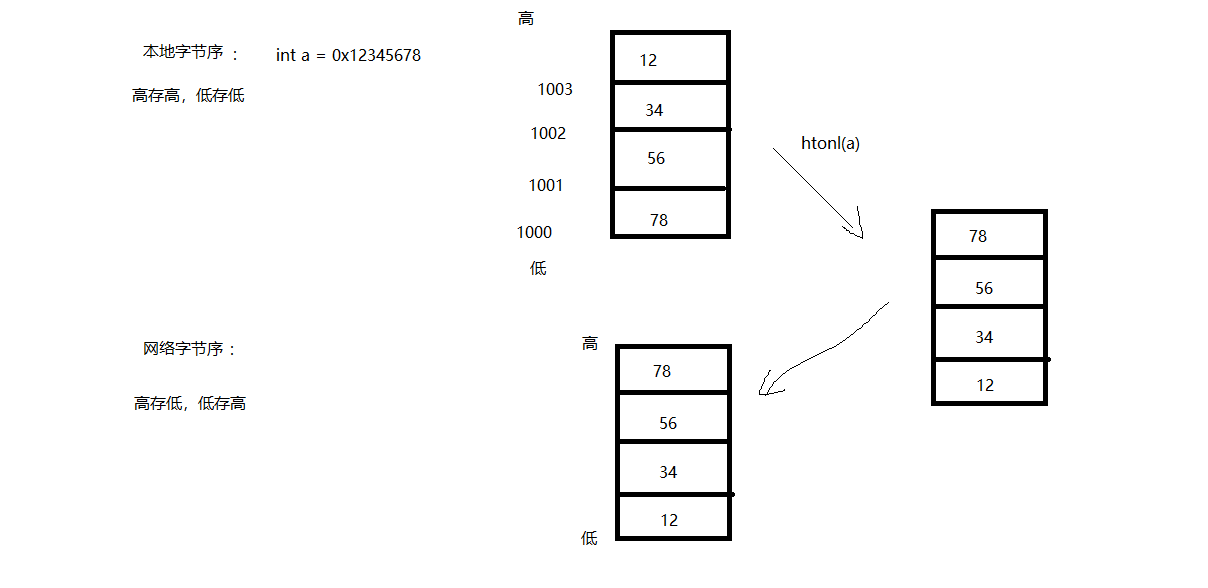 高
本地字节序 ： int a = 0x12345678
12
高存高，低存低
1003
34
1002
htonl(a)
56
1001
78
1000
低
78
56
34
12
网络字节序 ：
高
78
高存低，低存高
56
34
12
低